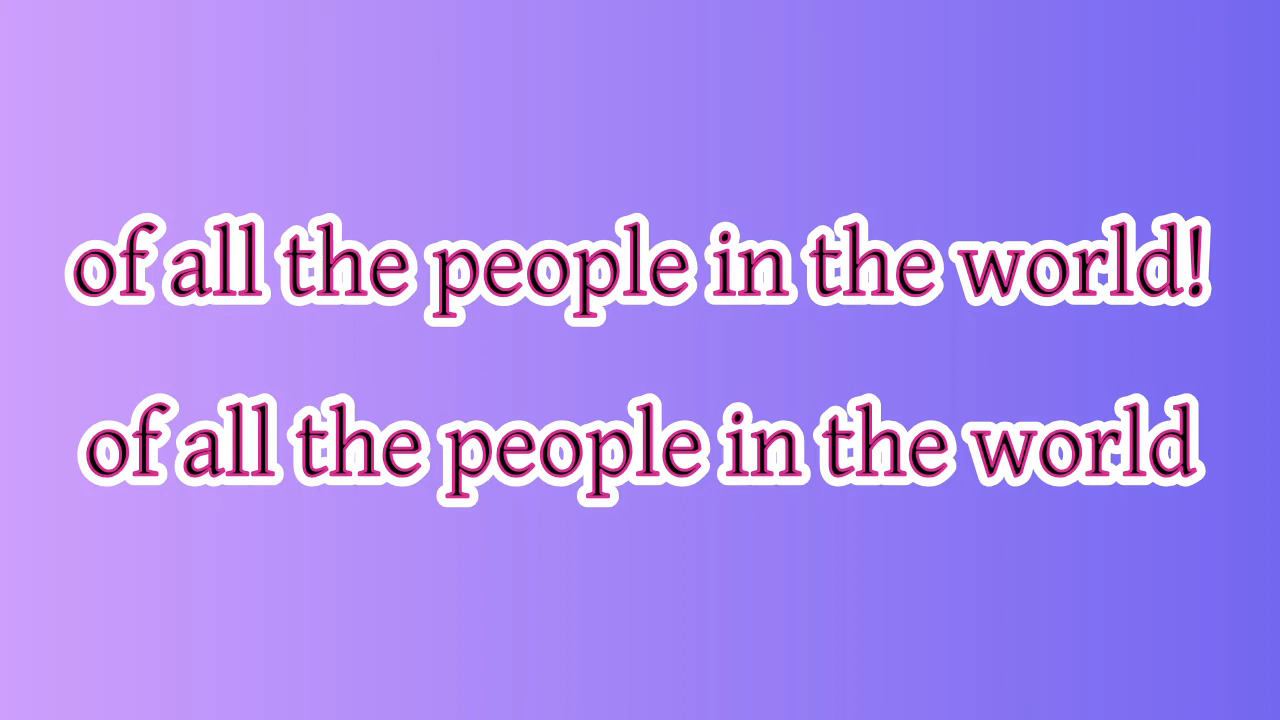 of all the people in the world!
of all the people in the world